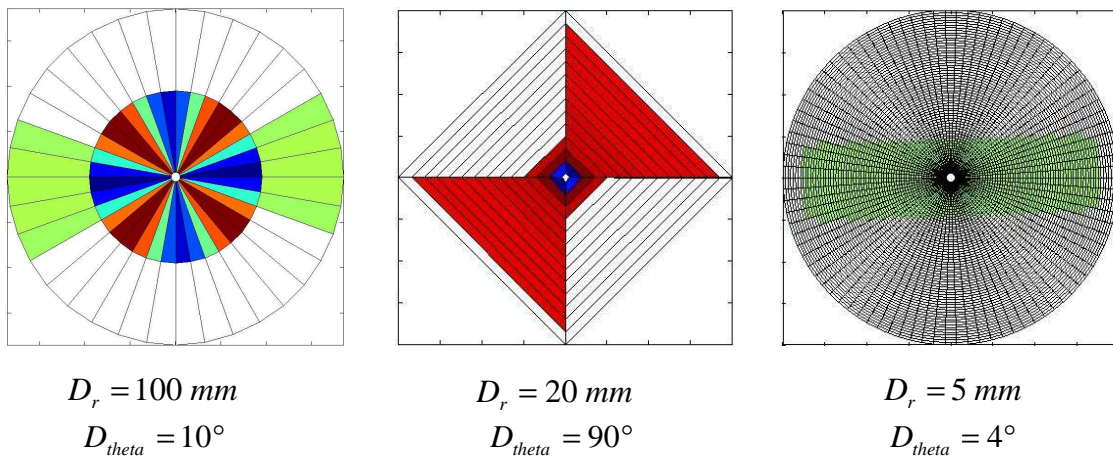 D_r = 100 mm
D_theta = 10°
D_r = 20 mm
D_theta = 90°
D_r = 5 mm
D_theta = 4°